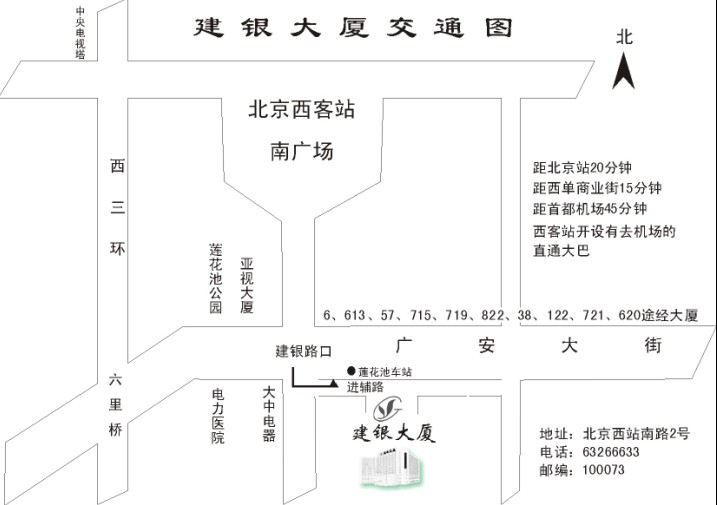 建银大厦交通图
中央电视塔
北
北京西客站
南广场
西三环
距北京站20分钟
距西单商业街15分钟
距首都机场45分钟
西客站开设有去机场的
直通大巴
莲花池公园
亚视大厦
6、613、57、715、719、822、38、122、721、620途经大厦
广安大街
建银路口
莲花池车站
进辅路
六里桥
电力医院
大中电器
建银大厦
地址：北京西站南路2号
电话：63266633
邮编：100073